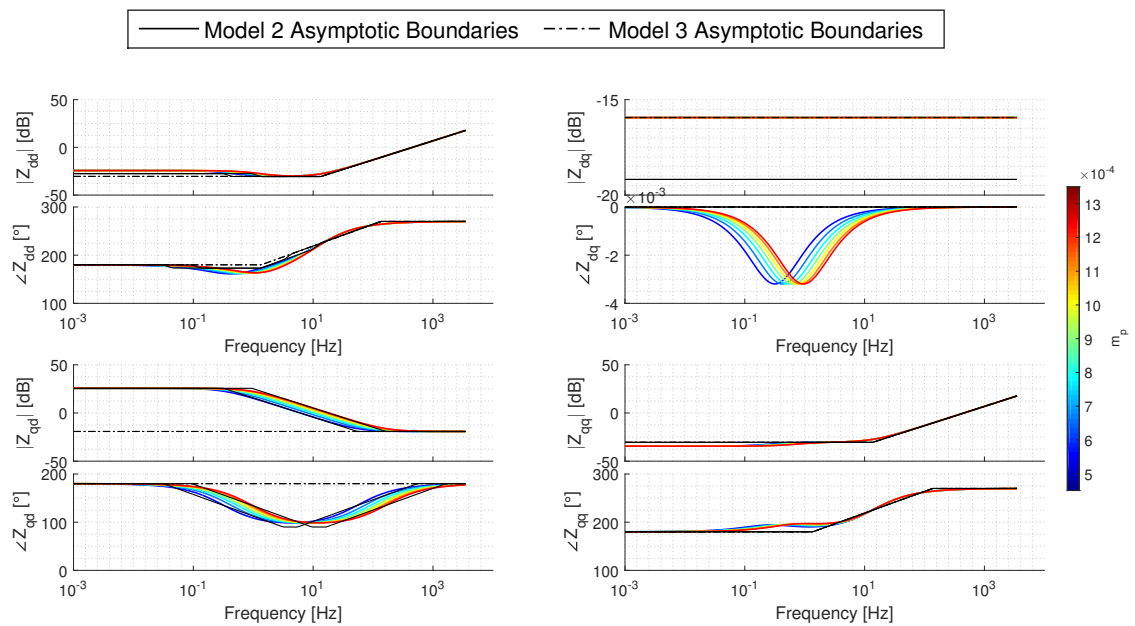 Model 2 Asymptotic Boundaries Model 3 Asymptotic Boundaries
|Z_dd| [dB]
50
0
-50
∠Z_dd [°]
300
200
100
10^-3 10^-1 10^1 10^3
Frequency [Hz]
|Z_dq| [dB]
-15
-20
×10^-3
∠Z_dq [°]
0
-2
-4
10^-3 10^-1 10^1 10^3
Frequency [Hz]
|Z_qd| [dB]
50
0
-50
∠Z_qd [°]
200
100
0
10^-3 10^-1 10^1 10^3
Frequency [Hz]
|Z_qq| [dB]
50
0
-50
∠Z_qq [°]
300
200
100
10^-3 10^-1 10^1 10^3
Frequency [Hz]
×10^-4
13
12
11
10
9
8
7
6
5
m_p